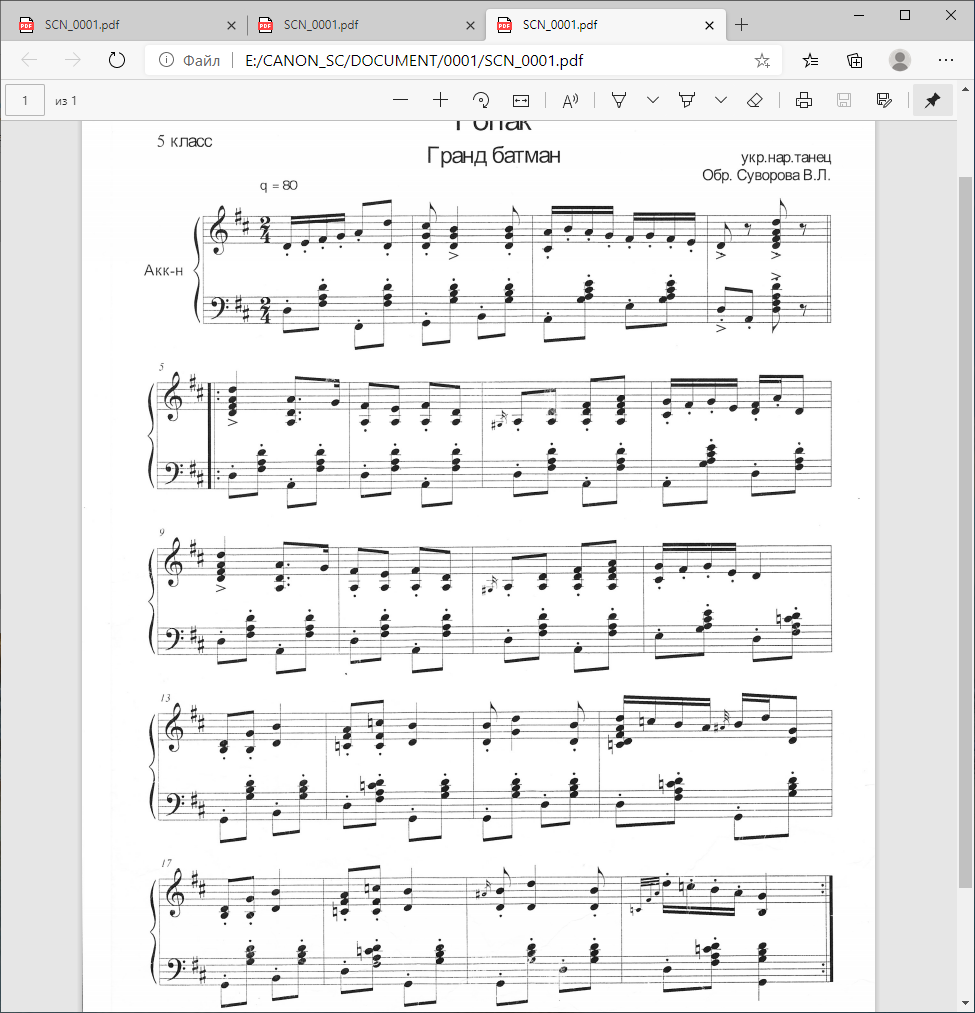 SCN_0001.pdf
SCN_0001.pdf
SCN_0001.pdf
Файл
E:/CANON_SC/DOCUMENT/0001/SCN_0001.pdf
1 из 1
5 класс
Гопак
Гранд батман
укр.нар.танец
Обр. Суворова В.Л.
q = 80
Акк-н
5
9
13
17